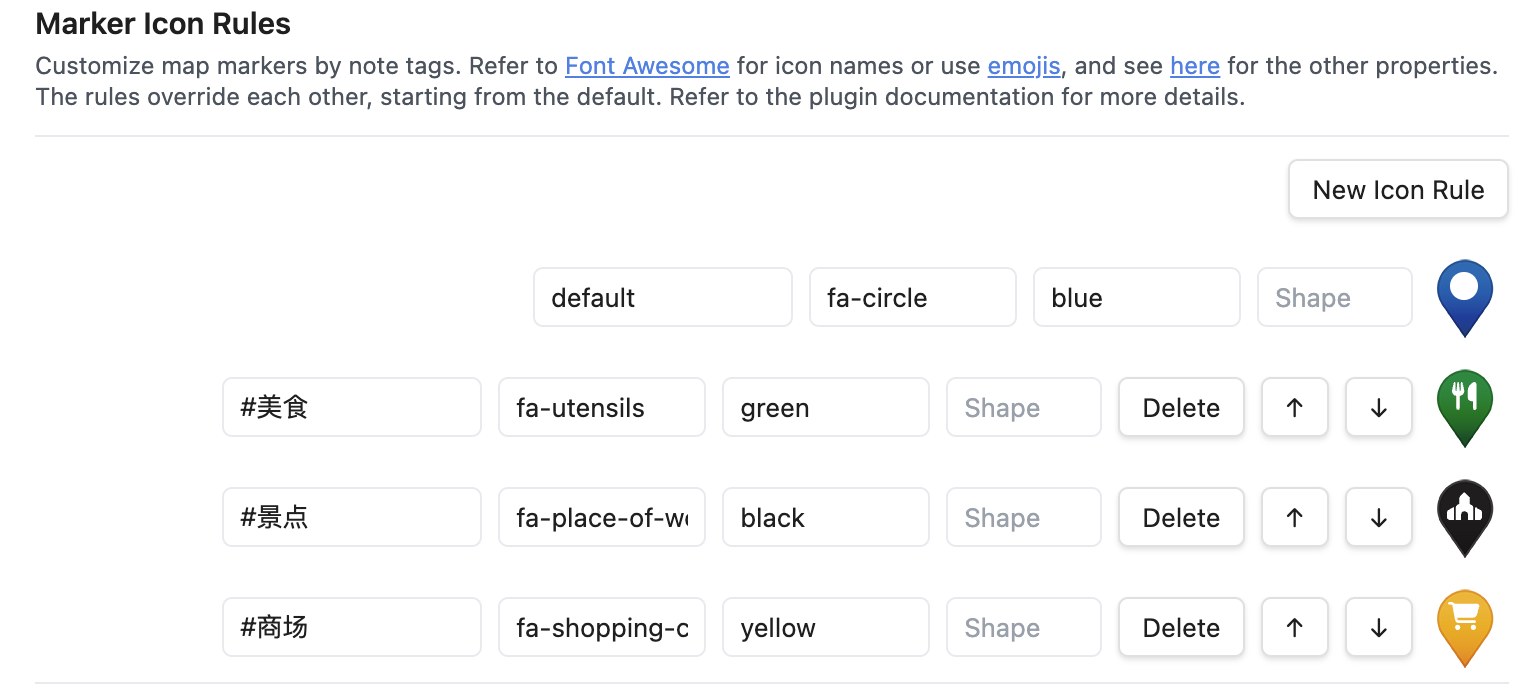 Marker Icon Rules
Customize map markers by note tags. Refer to Font Awesome for icon names or use emojis, and see here for the other properties.
The rules override each other, starting from the default. Refer to the plugin documentation for more details.
New Icon Rule
default fa-circle blue Shape
#美食 fa-utensils green Shape Delete ↑ ↓
#景点 fa-place-of-wo black Shape Delete ↑ ↓
#商场 fa-shopping-c yellow Shape Delete ↑ ↓